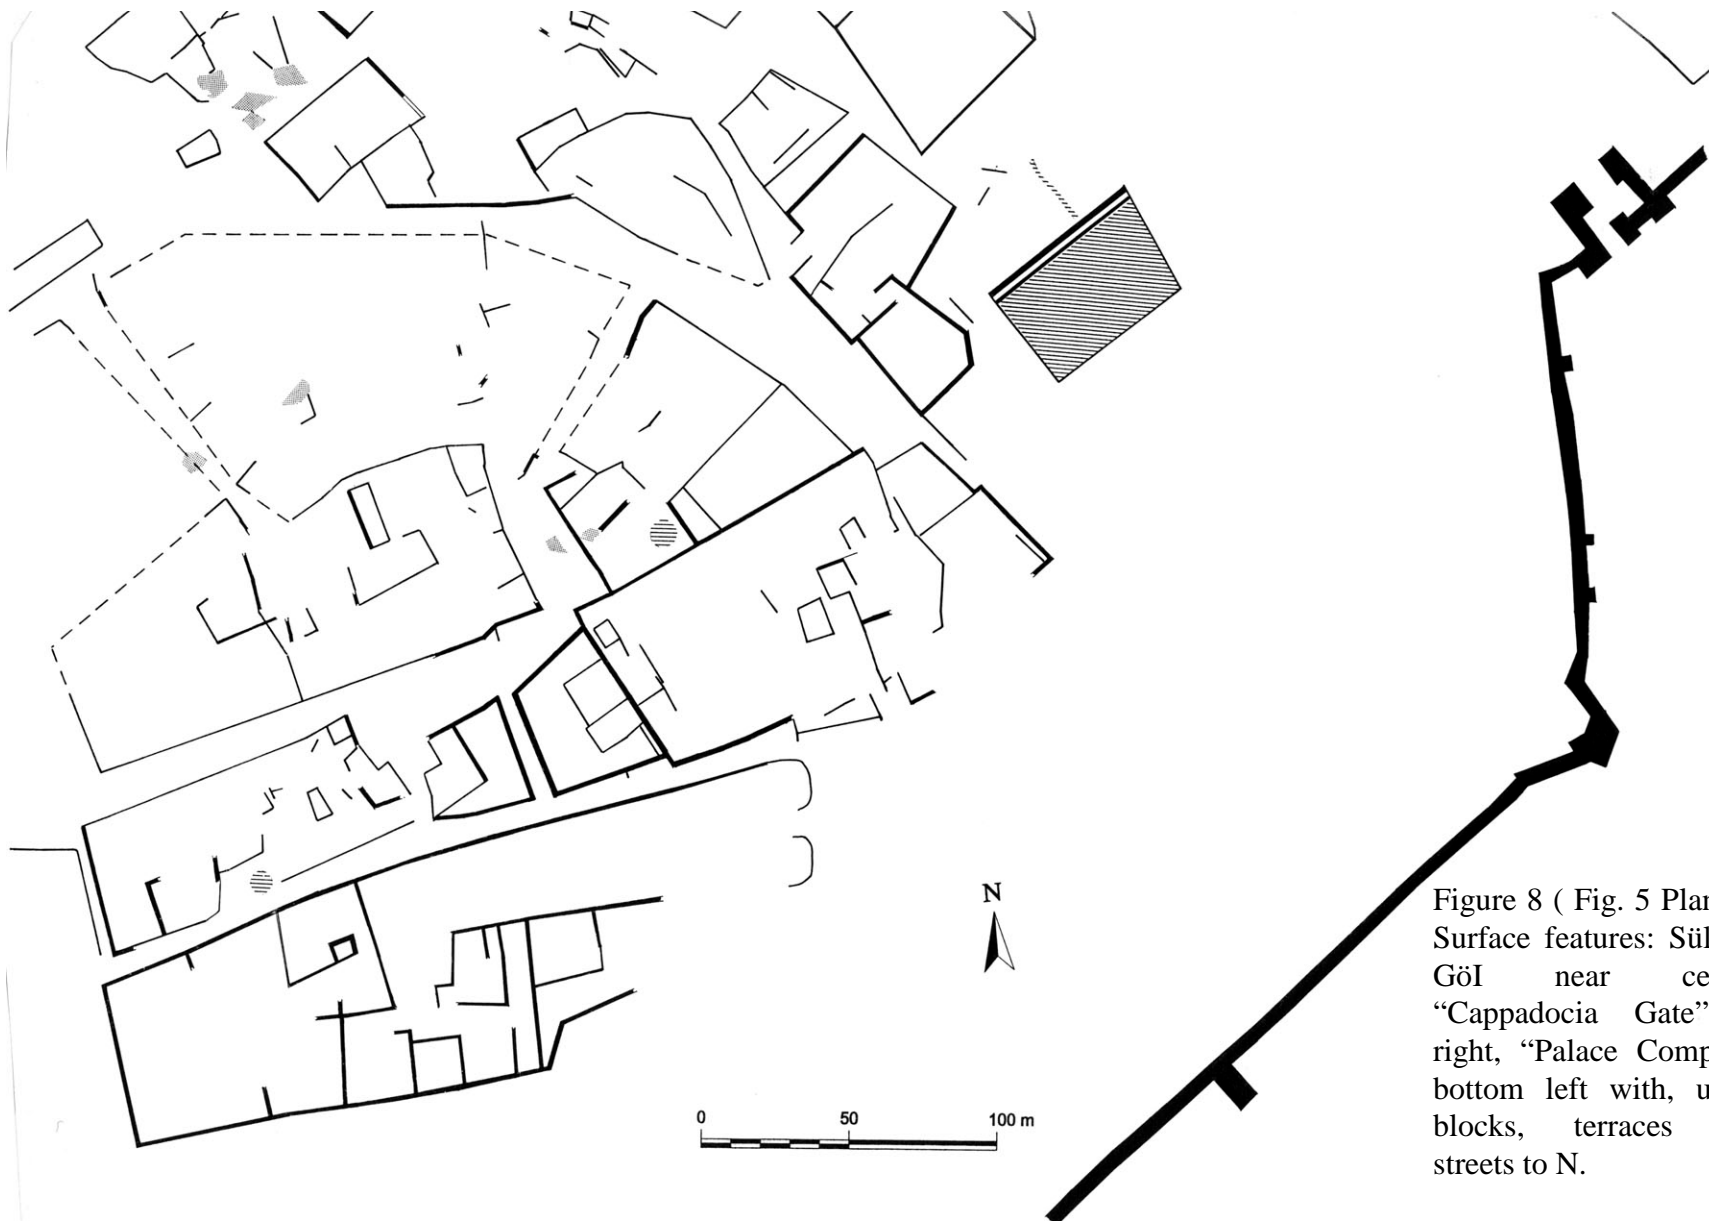 N
0 50 100 m
Figure 8 ( Fig. 5 Plan
Surface features: Sül
GöI near ce
“Cappadocia Gate”
right, “Palace Comp
bottom left with, u
blocks, terraces
streets to N.